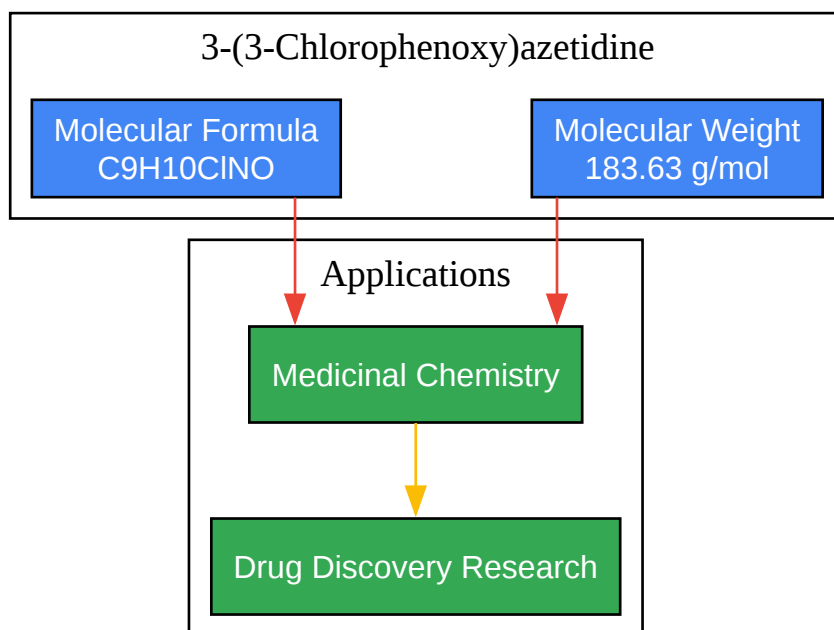 3-(3-Chlorophenoxy)azetidine
Molecular Formula
C9H10ClNO
Molecular Weight
183.63 g/mol
Applications
Medicinal Chemistry
Drug Discovery Research